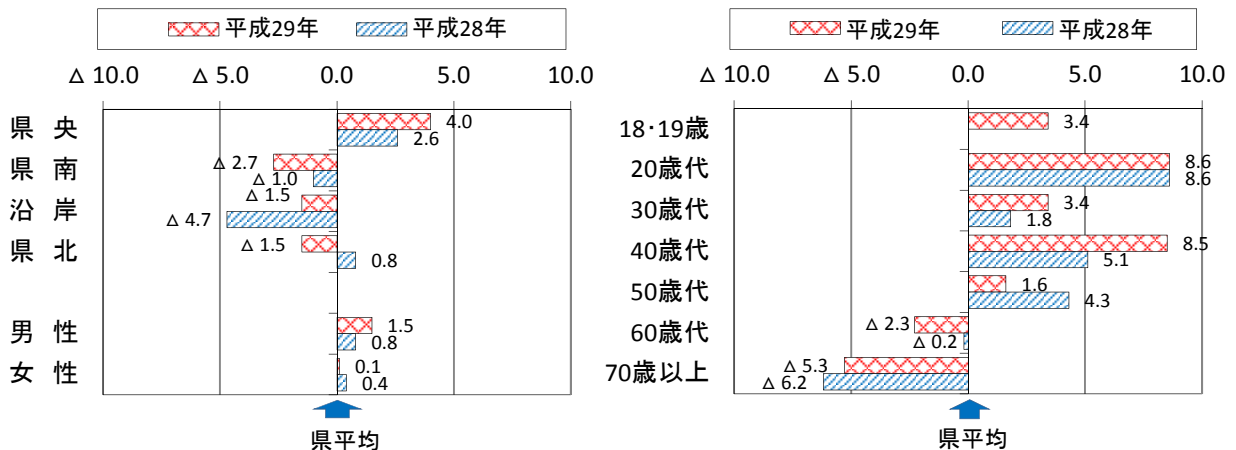 平成29年 平成28年
△ 10.0 △ 5.0 0.0 5.0 10.0
県 央 4.0
2.6
県 南 △ 2.7
△ 1.0
沿 岸 △ 1.5
△ 4.7
県 北 △ 1.5
0.8
男 性 1.5
0.8
女 性 0.1
0.4
県平均
平成29年 平成28年
△ 10.0 △ 5.0 0.0 5.0 10.0
18･19歳 3.4
20歳代 8.6
8.6
30歳代 3.4
1.8
40歳代 8.5
5.1
50歳代 1.6
4.3
60歳代 △ 2.3
△ 0.2
70歳以上 △ 5.3
△ 6.2
県平均